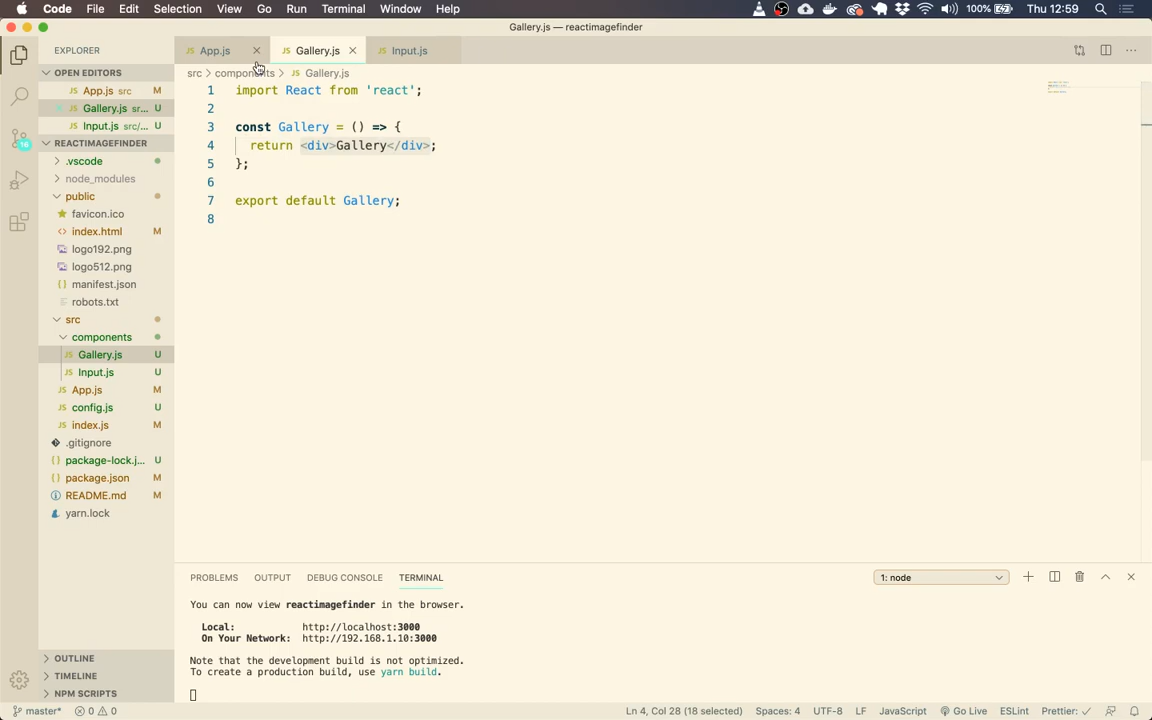 Code File Edit Selection View Go Run Terminal Window Help 100% Thu 12:59
Gallery.js — reactimagefinder
EXPLORER
App.js Gallery.js Input.js
OPEN EDITORS
src components Gallery.js
App.js src M
Gallery.js sr... U
Input.js src/... U
REACTIMAGEFINDER
.vscode
node_modules
public
favicon.ico
index.html M
logo192.png
logo512.png
manifest.json
robots.txt
src
components
JS Gallery.js U
JS Input.js U
JS App.js M
JS config.js U
JS index.js M
.gitignore
package-lock.j... U
package.json M
README.md M
yarn.lock
16
1 import React from 'react';
2
3 const Gallery = () => {
4 return <div>Gallery</div>;
5 };
6
7 export default Gallery;
8
PROBLEMS OUTPUT DEBUG CONSOLE TERMINAL 1: node
You can now view reactimagefinder in the browser.
Local: http://localhost:3000
On Your Network: http://192.168.1.10:3000
Note that the development build is not optimized.
To create a production build, use yarn build.
OUTLINE
TIMELINE
NPM SCRIPTS
master* 0 0 Ln 4, Col 28 (18 selected) Spaces: 4 UTF-8 LF JavaScript Go Live ESLint Prettier: ✓